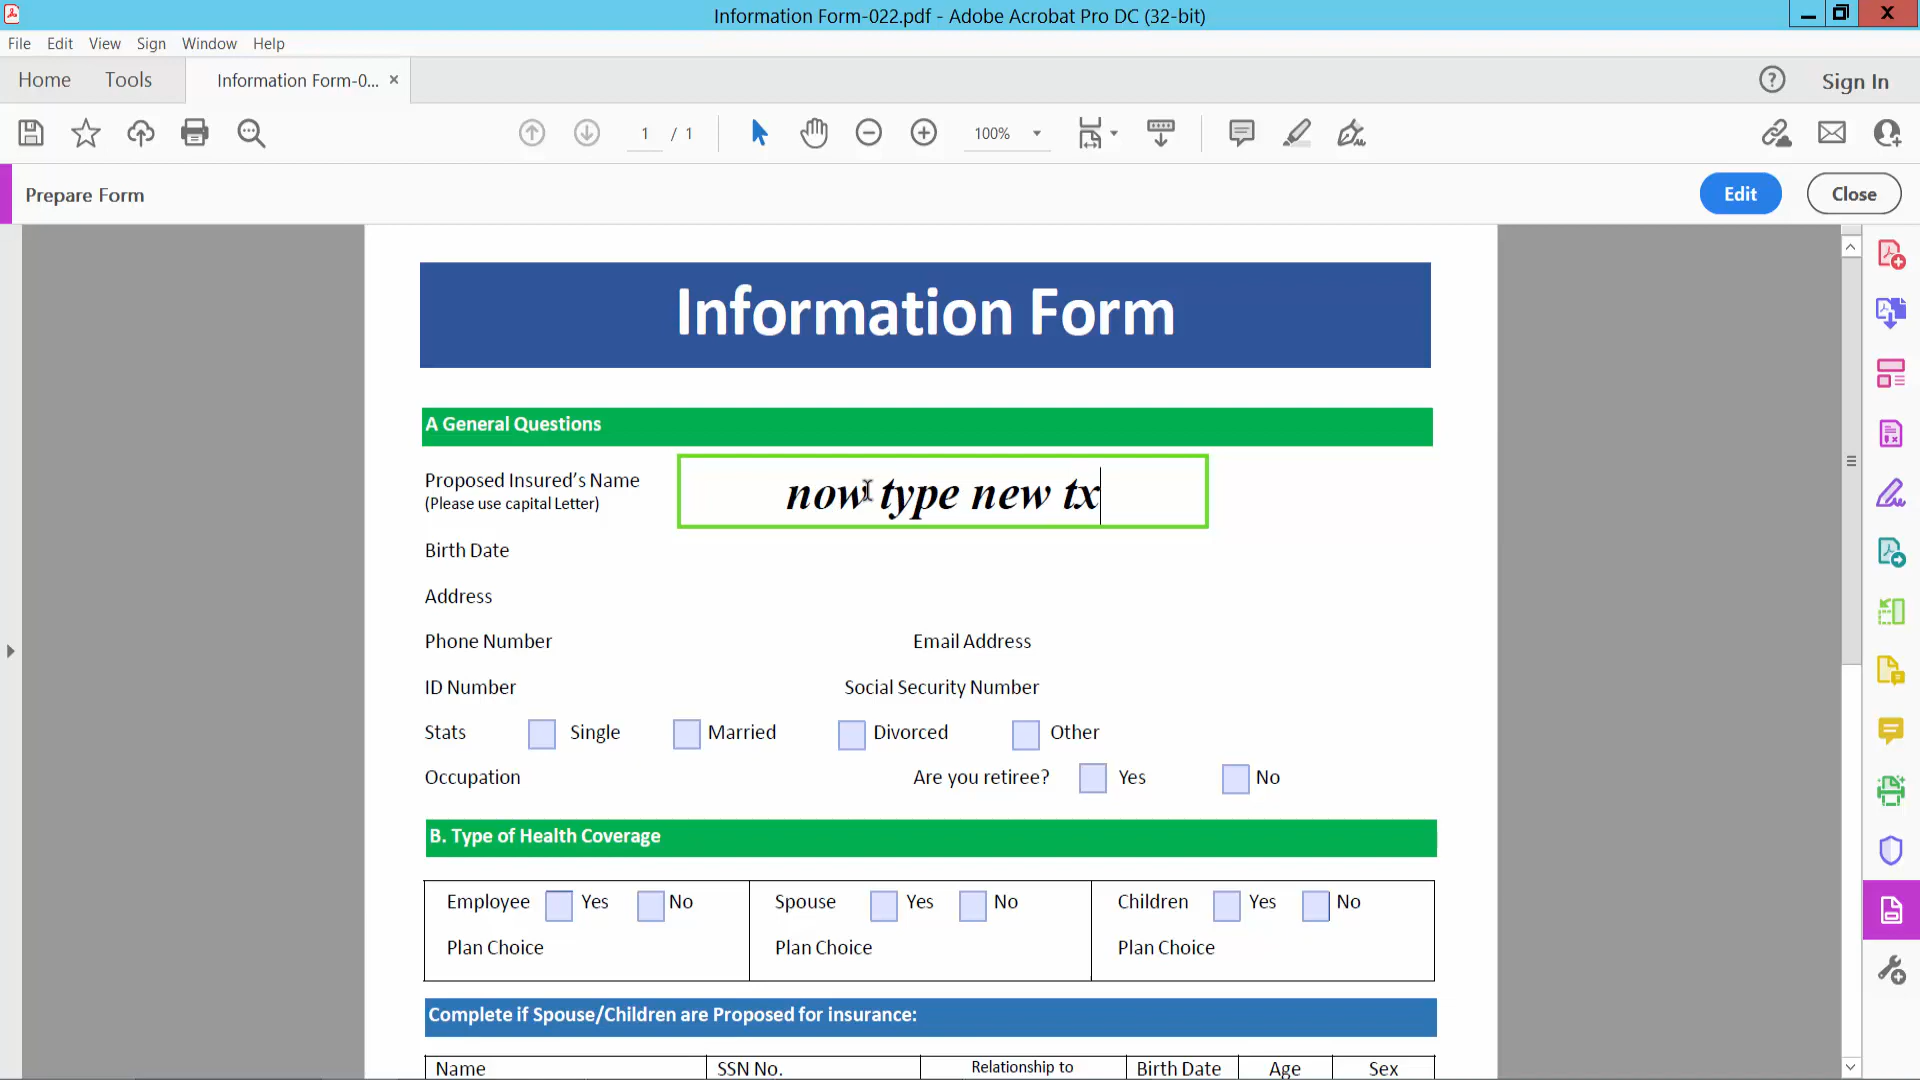 Information Form-022.pdf - Adobe Acrobat Pro DC (32-bit)
File Edit View Sign Window Help
Home Tools Information Form-0... × Sign In
1 / 1 100%
Prepare Form Edit Close
Information Form
A General Questions
Proposed Insured's Name
(Please use capital Letter)
now type new tx
Birth Date
Address
Phone Number Email Address
ID Number Social Security Number
Stats Single Married Divorced Other
Occupation Are you retiree? Yes No
B. Type of Health Coverage
Employee Yes No Spouse Yes No Children Yes No
Plan Choice Plan Choice Plan Choice
Complete if Spouse/Children are Proposed for insurance:
Name SSN No. Relationship to Birth Date Age Sex